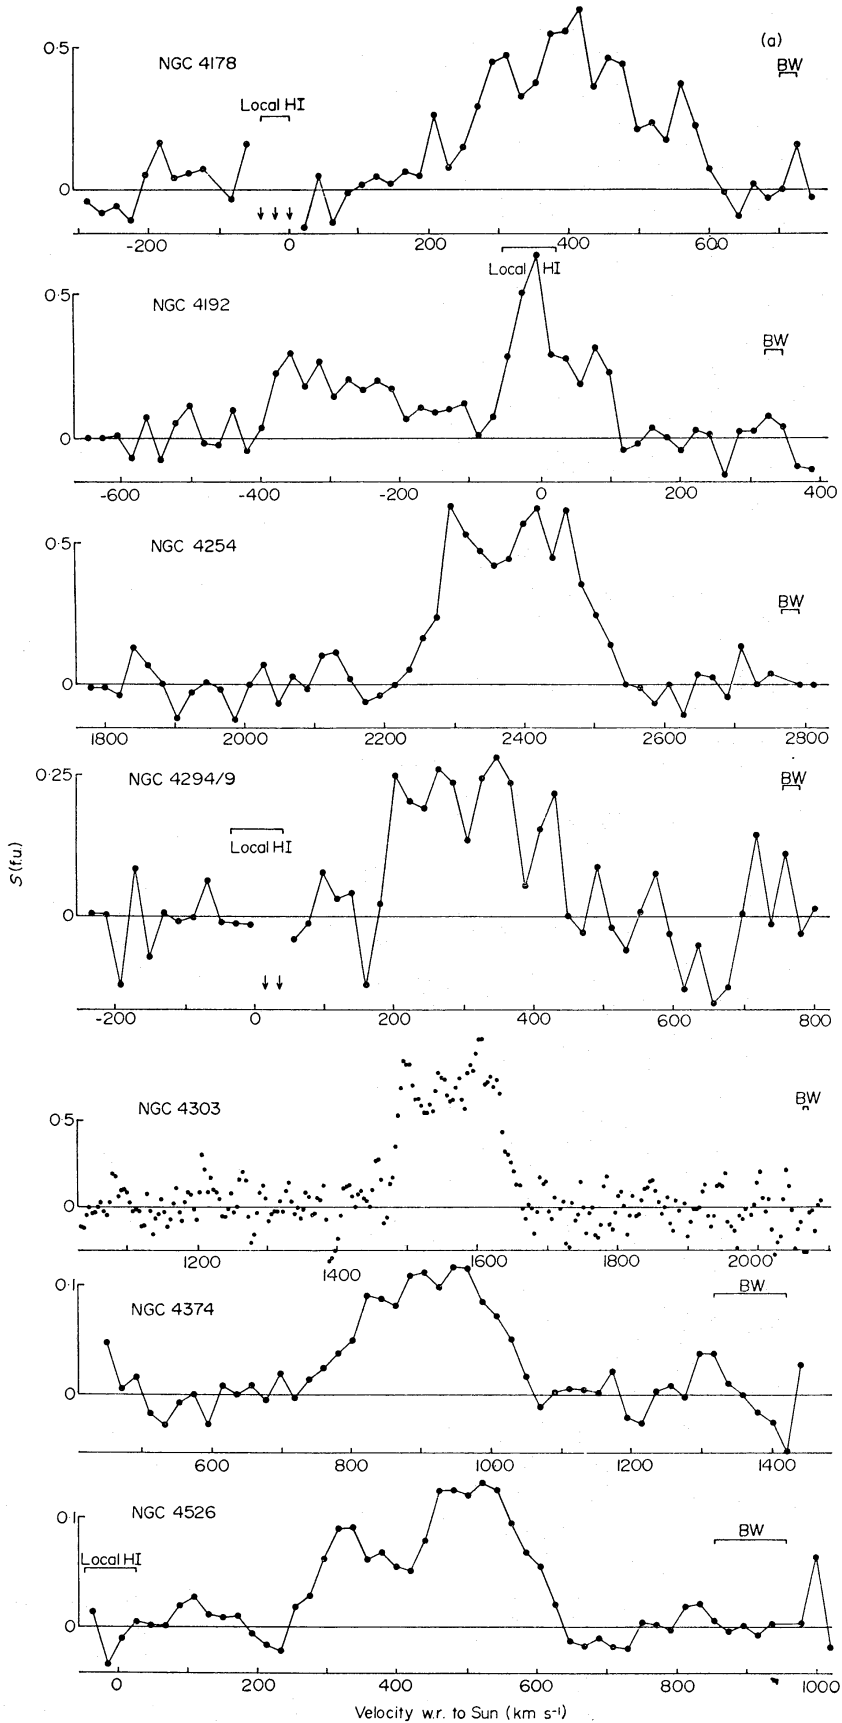 (a)
0·5
NGC 4178
BW
Local HI
0
-200 0 200 400 600
Local HI
0·5
NGC 4192
BW
0
-600 -400 -200 0 200 400
0·5
NGC 4254
BW
0
1800 2000 2200 2400 2600 2800
0·25
NGC 4294/9
BW
Local HI
S (f.u.)
0
-200 0 200 400 600 800
NGC 4303
BW
0·5
0
1200 1400 1600 1800 2000
0·1
NGC 4374
BW
0
600 800 1000 1200 1400
NGC 4526
0·1
BW
Local HI
0
0 200 400 600 800 1000
Velocity w.r. to Sun (km s⁻¹)